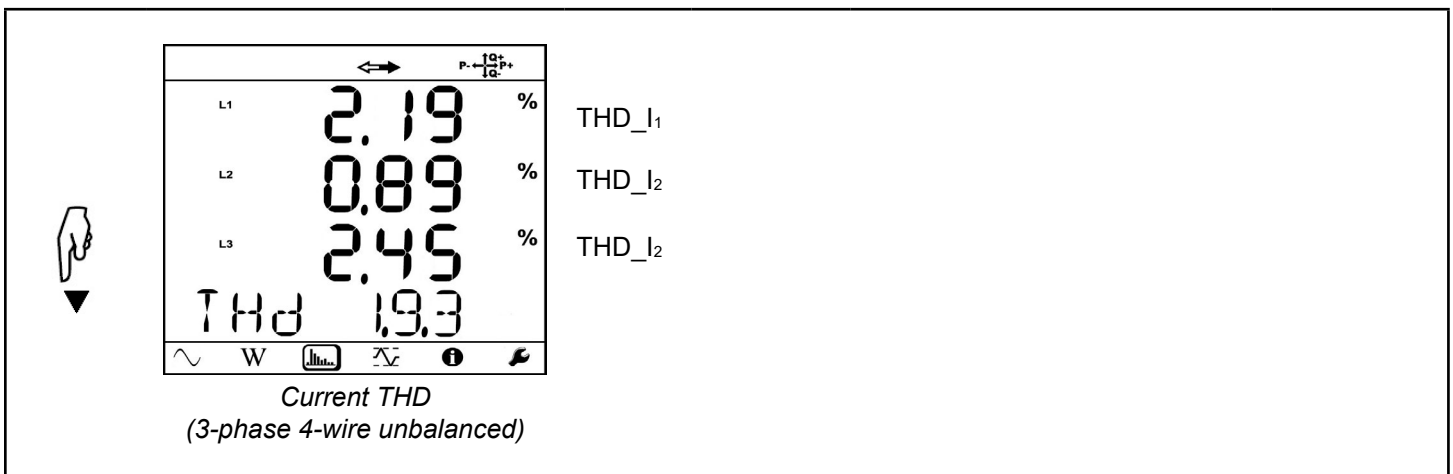 P- Q+ P+
Q-
L1 2.19 % THD_I₁
L2 0.89 % THD_I₂
L3 2.45 % THD_I₂
THd 1.9.3
W
Current THD
(3-phase 4-wire unbalanced)